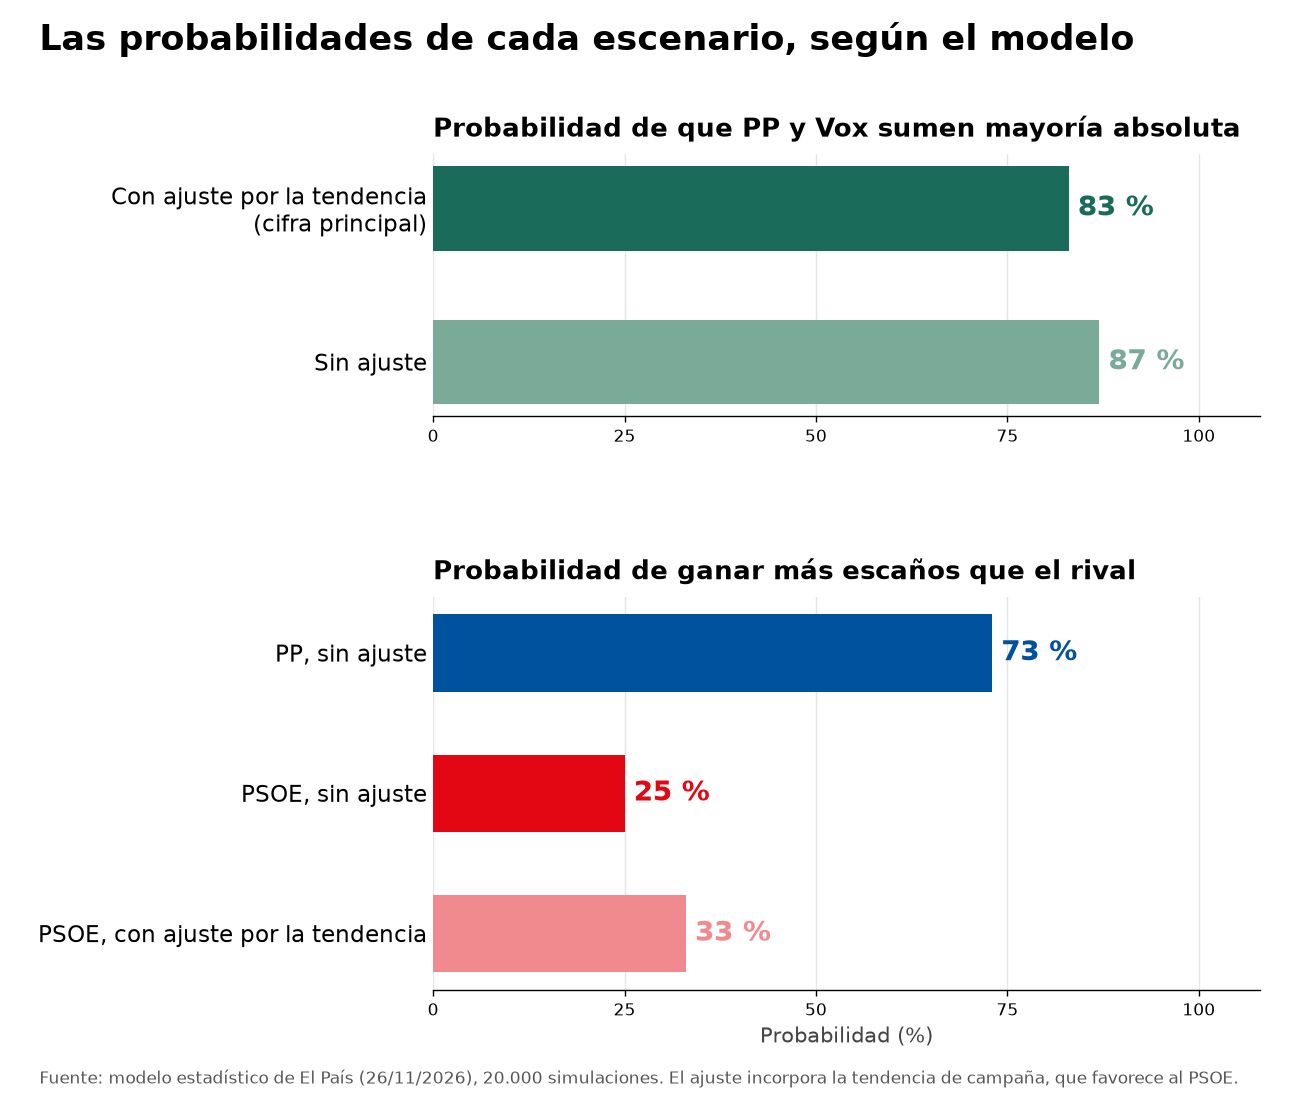 Las probabilidades de cada escenario, según el modelo
Probabilidad de que PP y Vox sumen mayoría absoluta
Con ajuste por la tendencia
(cifra principal)
83 %
Sin ajuste
87 %
0 25 50 75 100
Probabilidad de ganar más escaños que el rival
PP, sin ajuste
73 %
PSOE, sin ajuste
25 %
PSOE, con ajuste por la tendencia
33 %
0 25 50 75 100
Probabilidad (%)
Fuente: modelo estadístico de El País (26/11/2026), 20.000 simulaciones. El ajuste incorpora la tendencia de campaña, que favorece al PSOE.